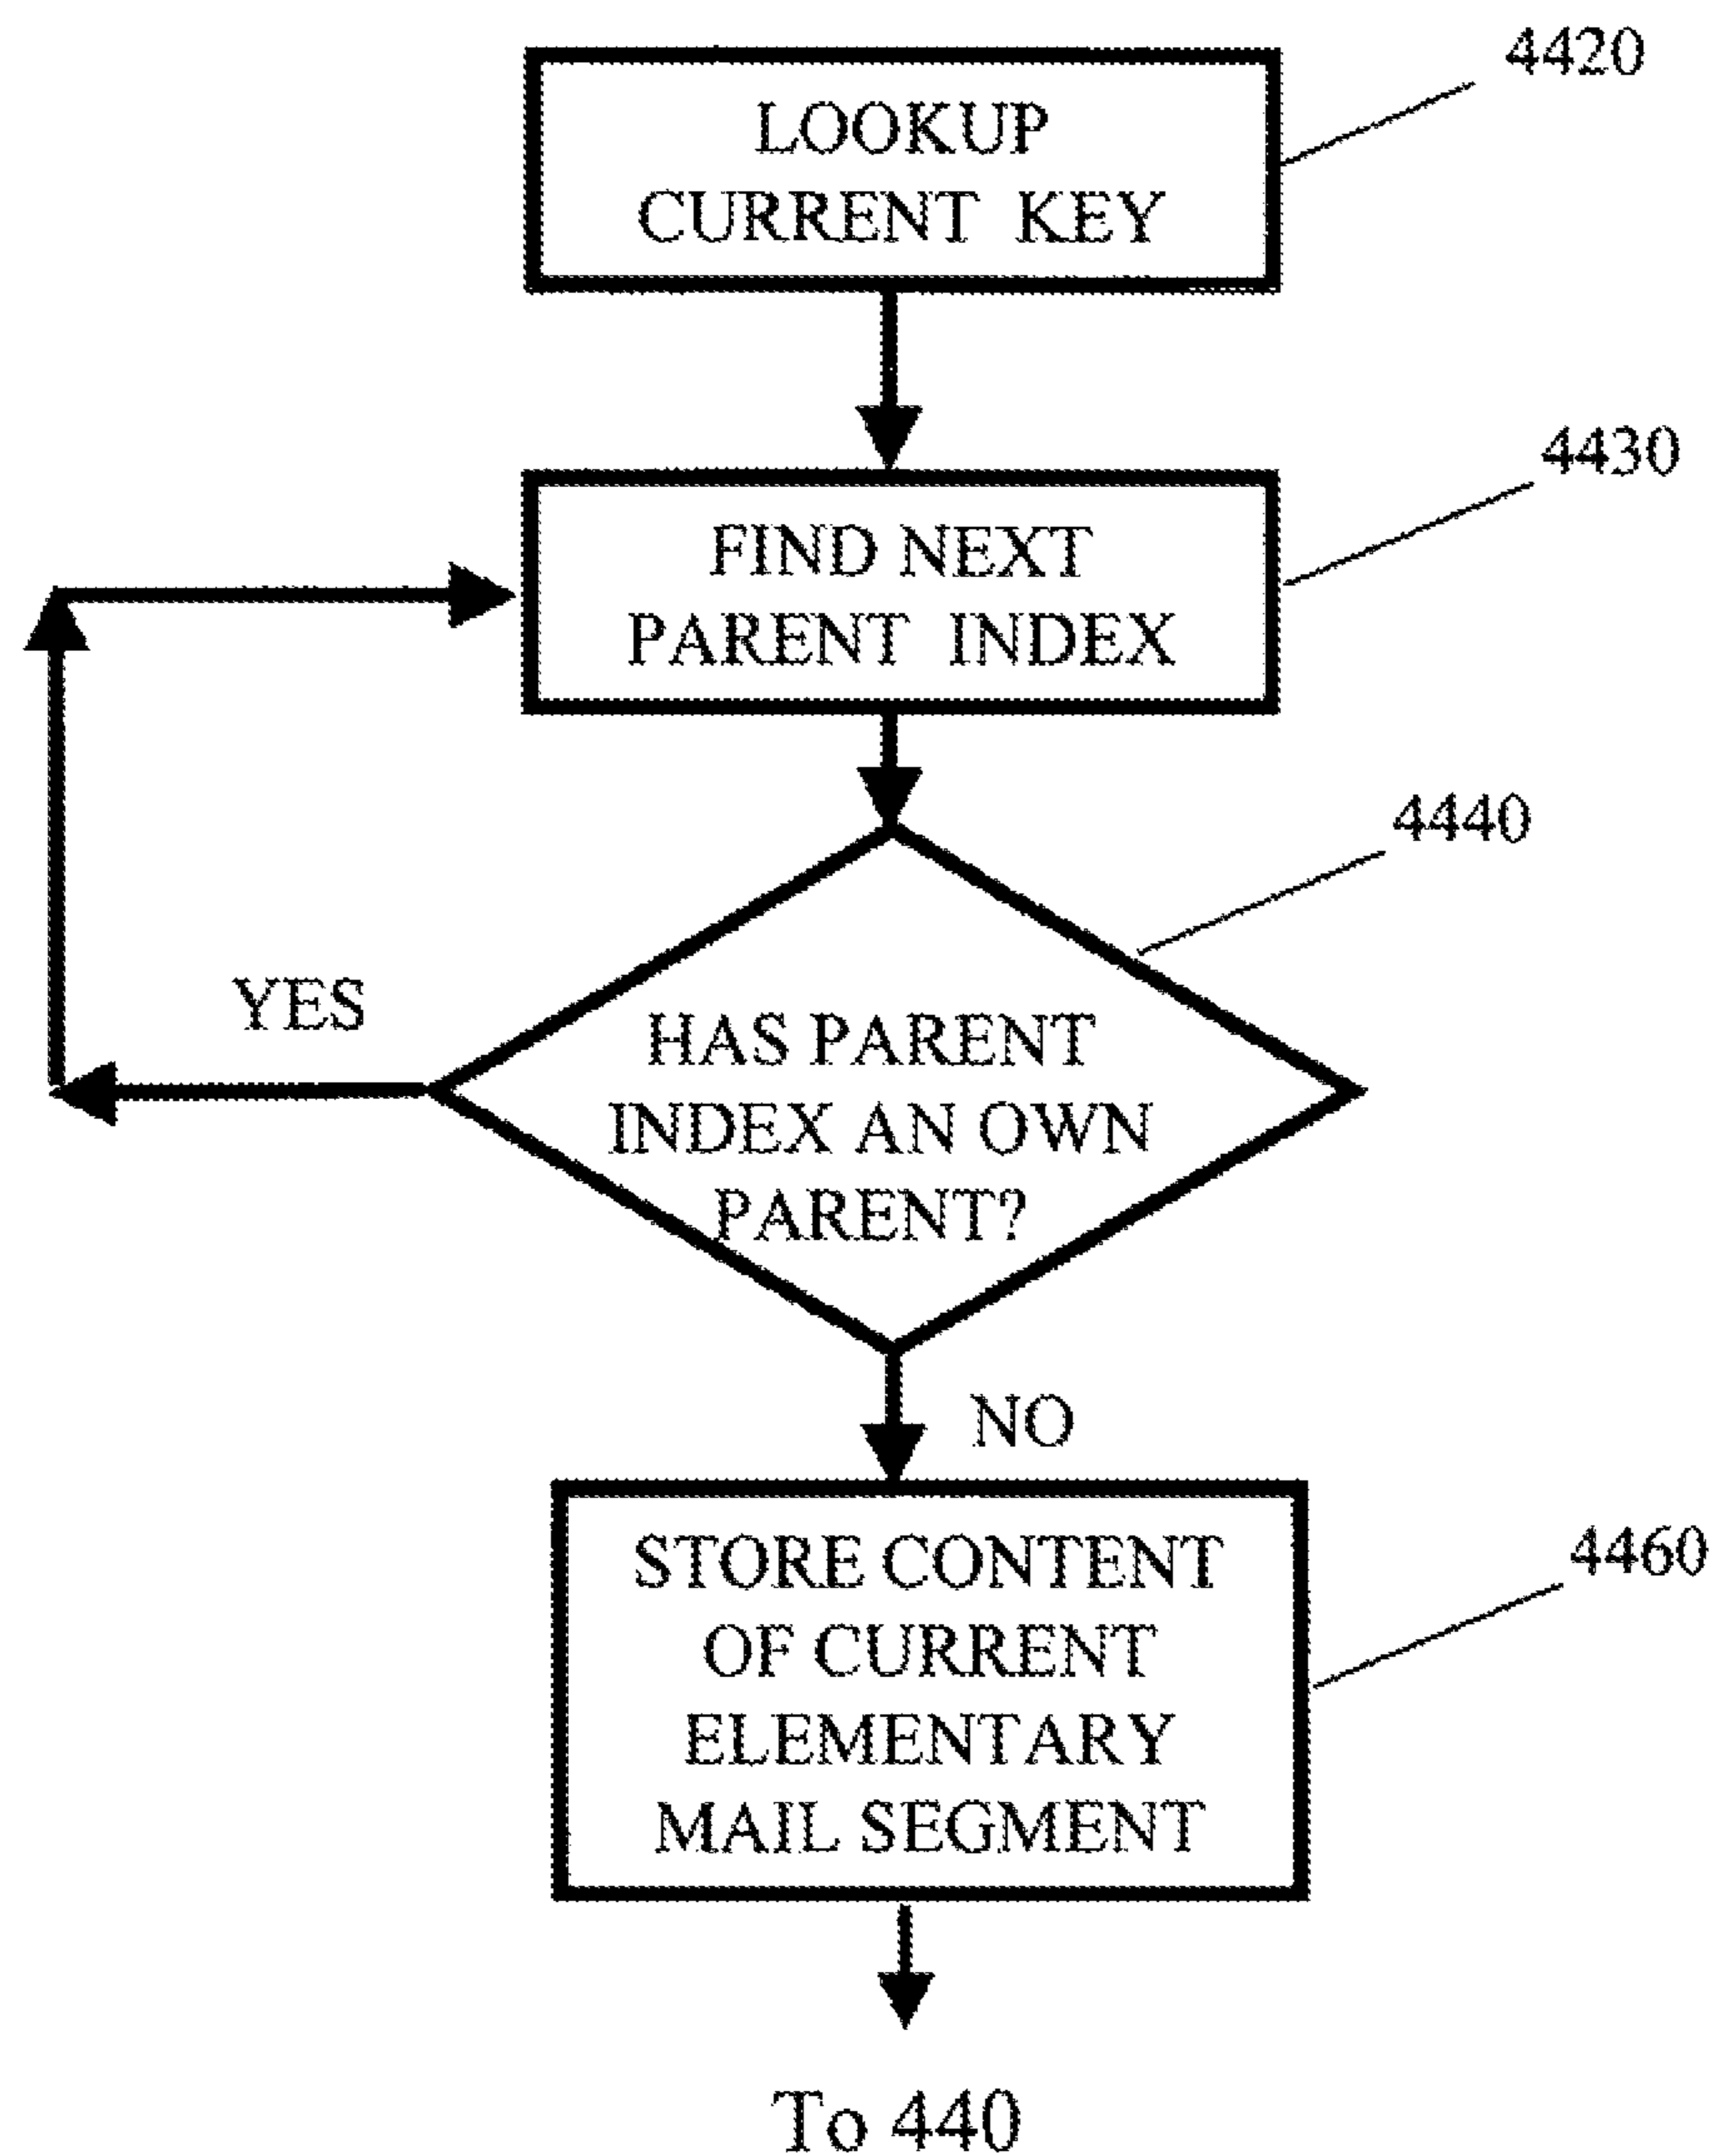 4420
LOOKUP
CURRENT KEY
4430
FIND NEXT
PARENT INDEX
4440
YES
HAS PARENT
INDEX AN OWN
PARENT?
NO
STORE CONTENT
OF CURRENT
ELEMENTARY
MAIL SEGMENT
4460
To 440